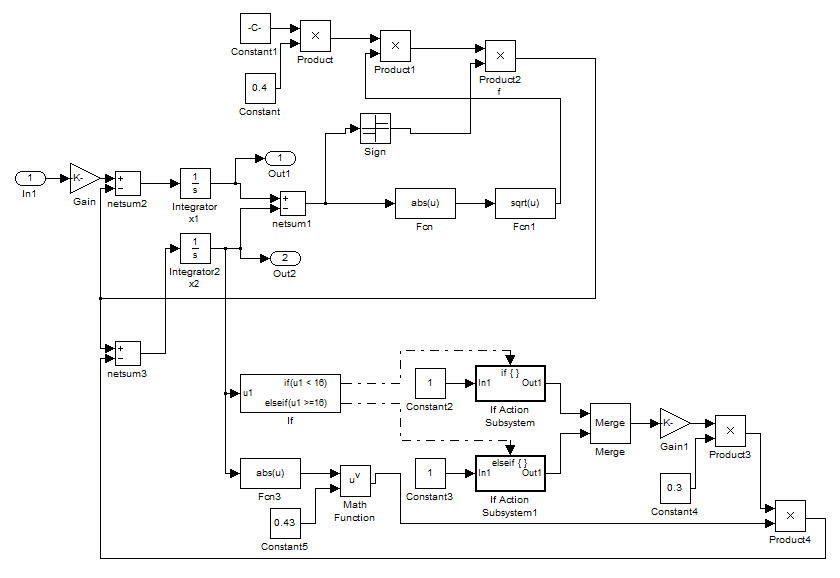 -C-
Constant1
×
Product
×
Product1
×
Product2
f
0.4
Constant
Sign
1
Out1
1
In1
-K-
Gain
+
−
netsum2
1
s
Integrator
x1
+
−
netsum1
abs(u)
Fcn
sqrt(u)
Fcn1
1
s
Integrator2
x2
2
Out2
+
−
netsum3
u1
if(u1 < 16)
elseif(u1 >=16)
If
1
Constant2
if { }
In1
Out1
If Action
Subsystem
Merge
Merge
-K-
Gain1
×
Product3
abs(u)
Fcn3
u^v
Math
Function
1
Constant3
elseif { }
In1
Out1
If Action
Subsystem1
0.3
Constant4
0.43
Constant5
×
Product4